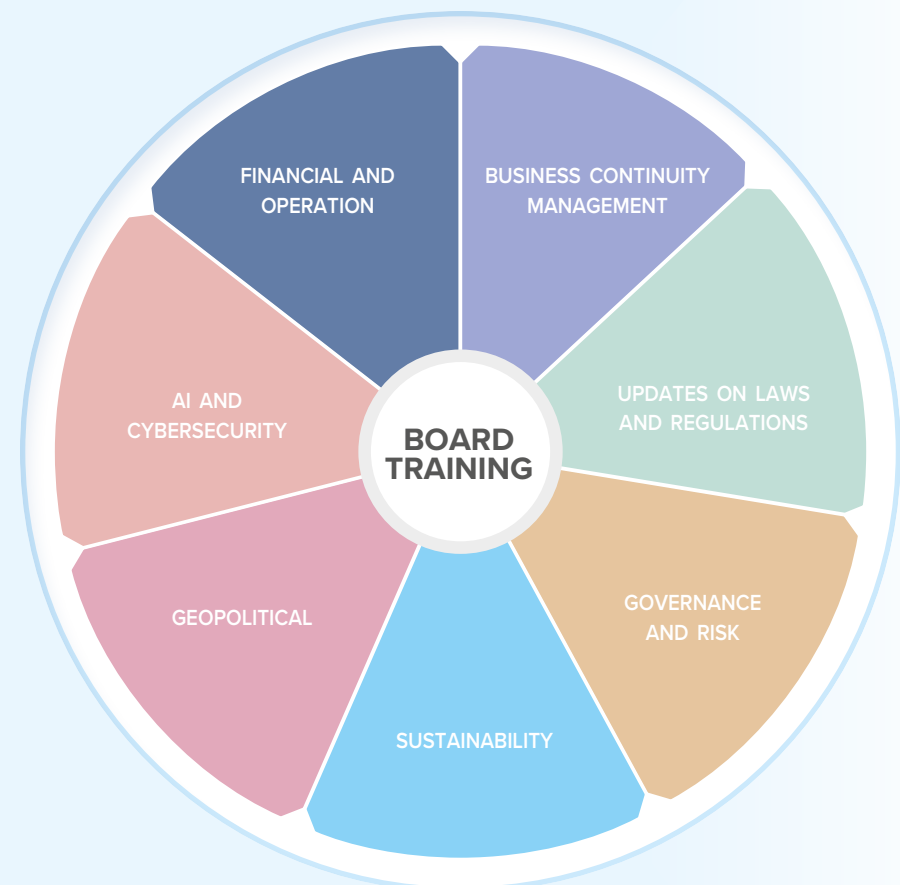 FINANCIAL AND
OPERATION
BUSINESS CONTINUITY
MANAGEMENT
UPDATES ON LAWS
AND REGULATIONS
GOVERNANCE
AND RISK
SUSTAINABILITY
GEOPOLITICAL
AI AND
CYBERSECURITY
BOARD
TRAINING